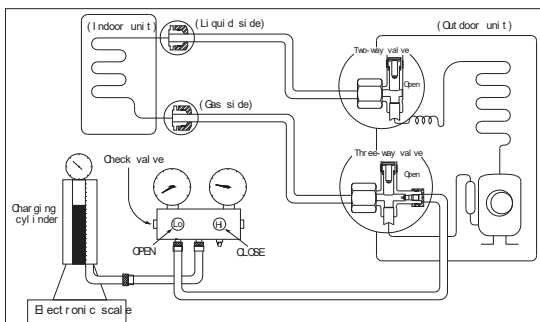 (Indoor unit)
(Liquid side)
(Outdoor unit)
Two-way valve
Open
(Gas side)
Three-way valve
Open
Check valve
Charging
cylinder
Lo
Hi
OPEN
CLOSE
Electronic scale